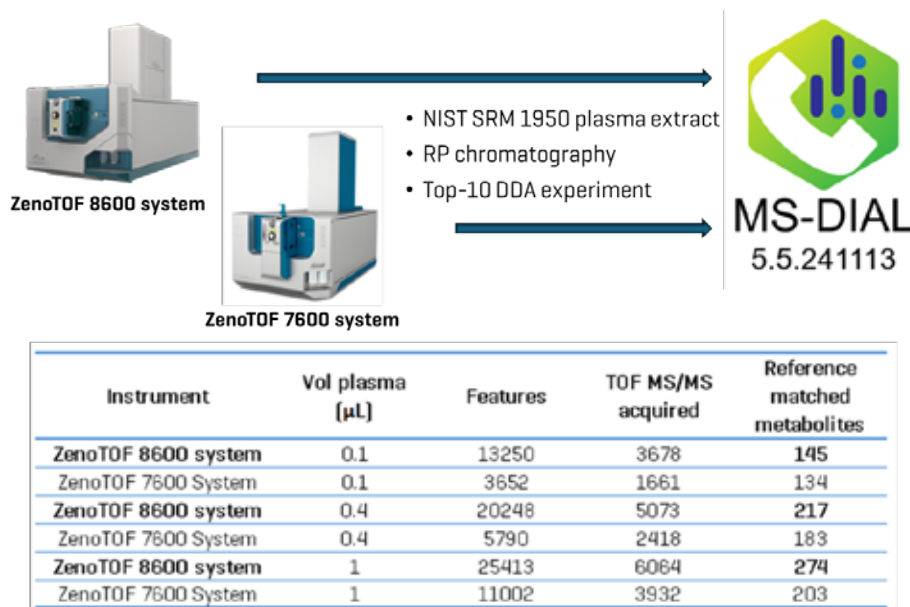 • NIST SRM 1950 plasma extract
• RP chromatography
• Top-10 DDA experiment
ZenoTOF 8600 system
ZenoTOF 7600 system
MS-DIAL
5.5.241113
Instrument Vol plasma [µL] Features TOF MS/MS acquired Reference matched metabolites
ZenoTOF 8600 system 0.1 13250 3678 145
ZenoTOF 7600 System 0.1 3652 1661 134
ZenoTOF 8600 system 0.4 20248 5073 217
ZenoTOF 7600 System 0.4 5790 2418 183
ZenoTOF 8600 system 1 25413 6064 274
ZenoTOF 7600 System 1 11002 3932 203